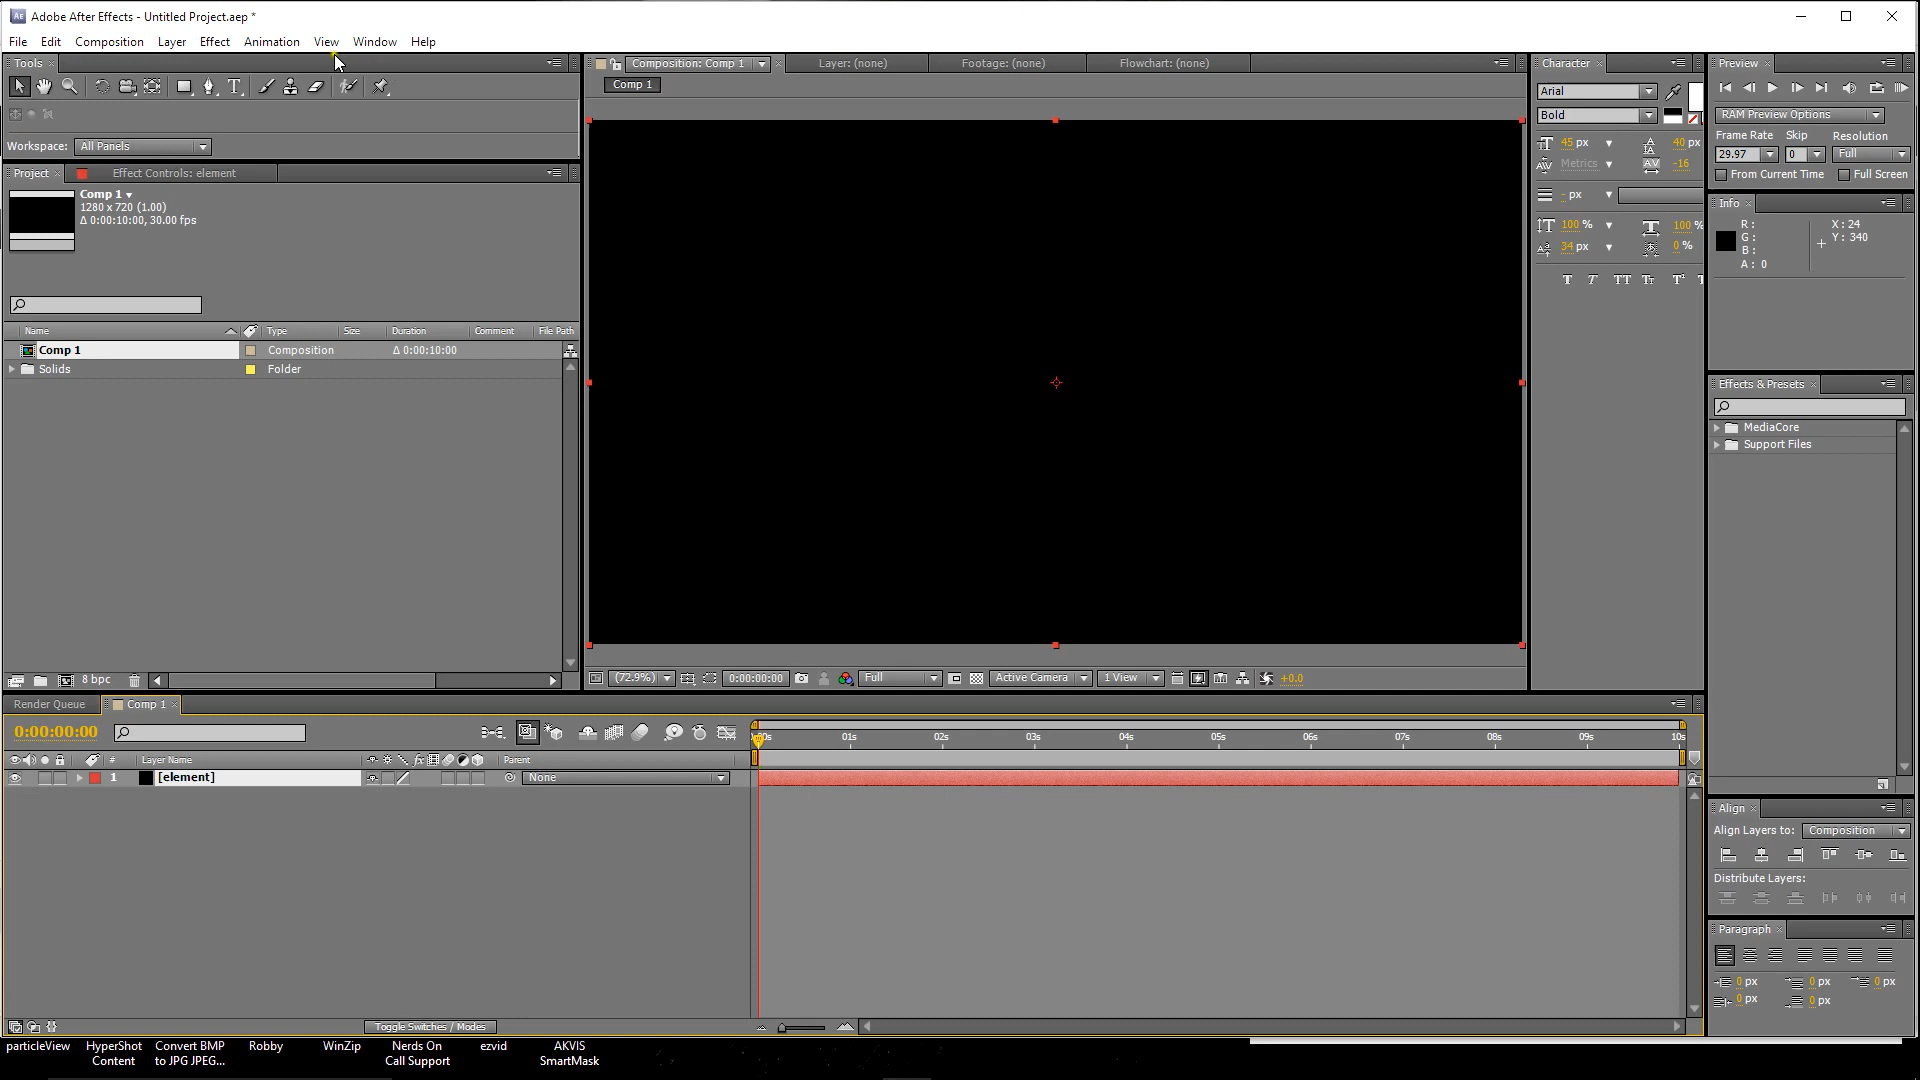 Adobe After Effects - Untitled Project.aep *
File Edit Composition Layer Effect Animation View Window Help
Tools
Workspace: All Panels
Project Effect Controls: element
Comp 1
1280 x 720 (1.00)
Δ 0:00:10:00, 30.00 fps
Name Type Size Duration Comment File Path
Comp 1 Composition Δ 0:00:10:00
Solids Folder
8 bpc
Composition: Comp 1 Layer: (none) Footage: (none) Flowchart: (none)
Comp 1
(72.9%) 0:00:00:00 Full Active Camera 1 View +0.0
Character
Arial
Bold
45 px 40 px
Metrics -16
- px
100 % 100 %
34 px 0 %
T T TT Tt T¹
Preview
RAM Preview Options
Frame Rate Skip Resolution
29.97 0 Full
From Current Time Full Screen
Info
R: X: 24
G: Y: 340
B:
A: 0
Effects & Presets
MediaCore
Support Files
Align
Align Layers to: Composition
Distribute Layers:
Paragraph
0 px 0 px 0 px
0 px 0 px
Render Queue Comp 1
0:00:00:00
01s 02s 03s 04s 05s 06s 07s 08s 09s 10s
# Layer Name Parent
1 [element] None
Toggle Switches / Modes
particleView HyperShot Content Convert BMP to JPG JPEG... Robby WinZip Nerds On Call Support ezvid AKVIS SmartMask